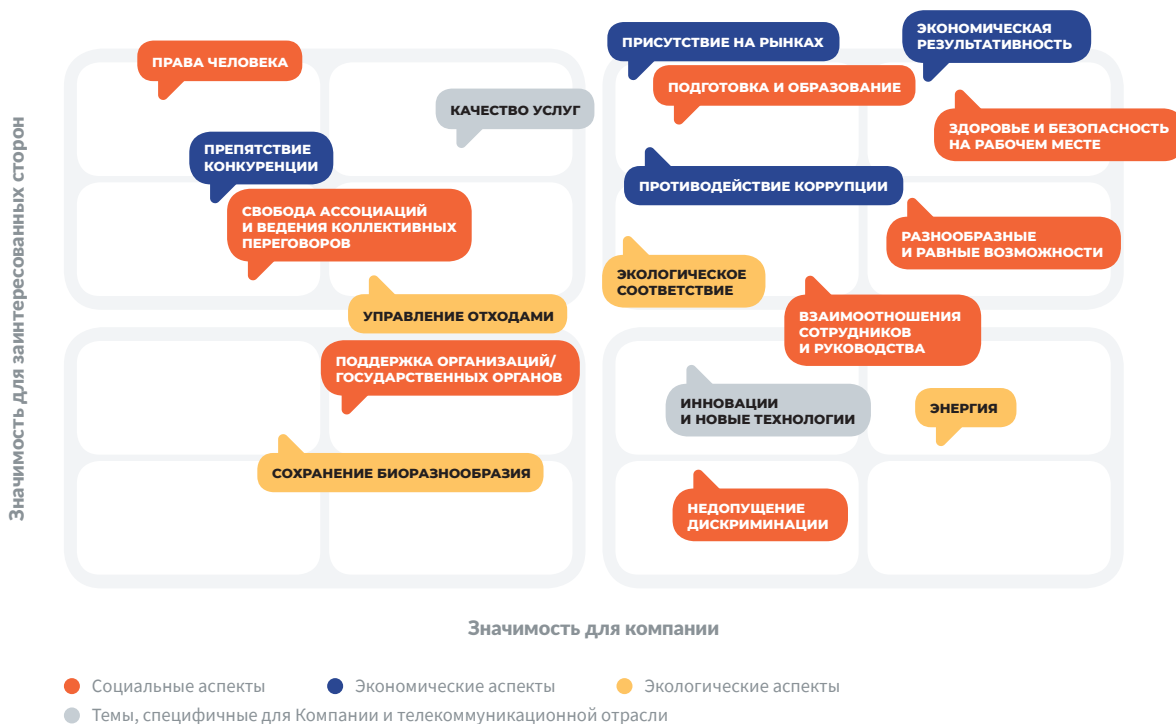 ПРАВА ЧЕЛОВЕКА
ПРИСУТСТВИЕ НА РЫНКАХ
ЭКОНОМИЧЕСКАЯ
РЕЗУЛЬТАТИВНОСТЬ
ПОДГОТОВКА И ОБРАЗОВАНИЕ
КАЧЕСТВО УСЛУГ
ЗДОРОВЬЕ И БЕЗОПАСНОСТЬ
НА РАБОЧЕМ МЕСТЕ
ПРЕПЯТСТВИЕ
КОНКУРЕНЦИИ
ПРОТИВОДЕЙСТВИЕ КОРРУПЦИИ
СВОБОДА АССОЦИАЦИЙ
И ВЕДЕНИЯ КОЛЛЕКТИВНЫХ
ПЕРЕГОВОРОВ
РАЗНООБРАЗНЫЕ
И РАВНЫЕ ВОЗМОЖНОСТИ
ЭКОЛОГИЧЕСКОЕ
СООТВЕТСТВИЕ
УПРАВЛЕНИЕ ОТХОДАМИ
ВЗАИМООТНОШЕНИЯ
СОТРУДНИКОВ
И РУКОВОДСТВА
ПОДДЕРЖКА ОРГАНИЗАЦИЙ/
ГОСУДАРСТВЕННЫХ ОРГАНОВ
ИННОВАЦИИ
И НОВЫЕ ТЕХНОЛОГИИ
ЭНЕРГИЯ
СОХРАНЕНИЕ БИОРАЗНООБРАЗИЯ
НЕДОПУЩЕНИЕ
ДИСКРИМИНАЦИИ
Значимость для заинтересованных сторон
Значимость для компании
Социальные аспекты
Экономические аспекты
Экологические аспекты
Темы, специфичные для Компании и телекоммуникационной отрасли